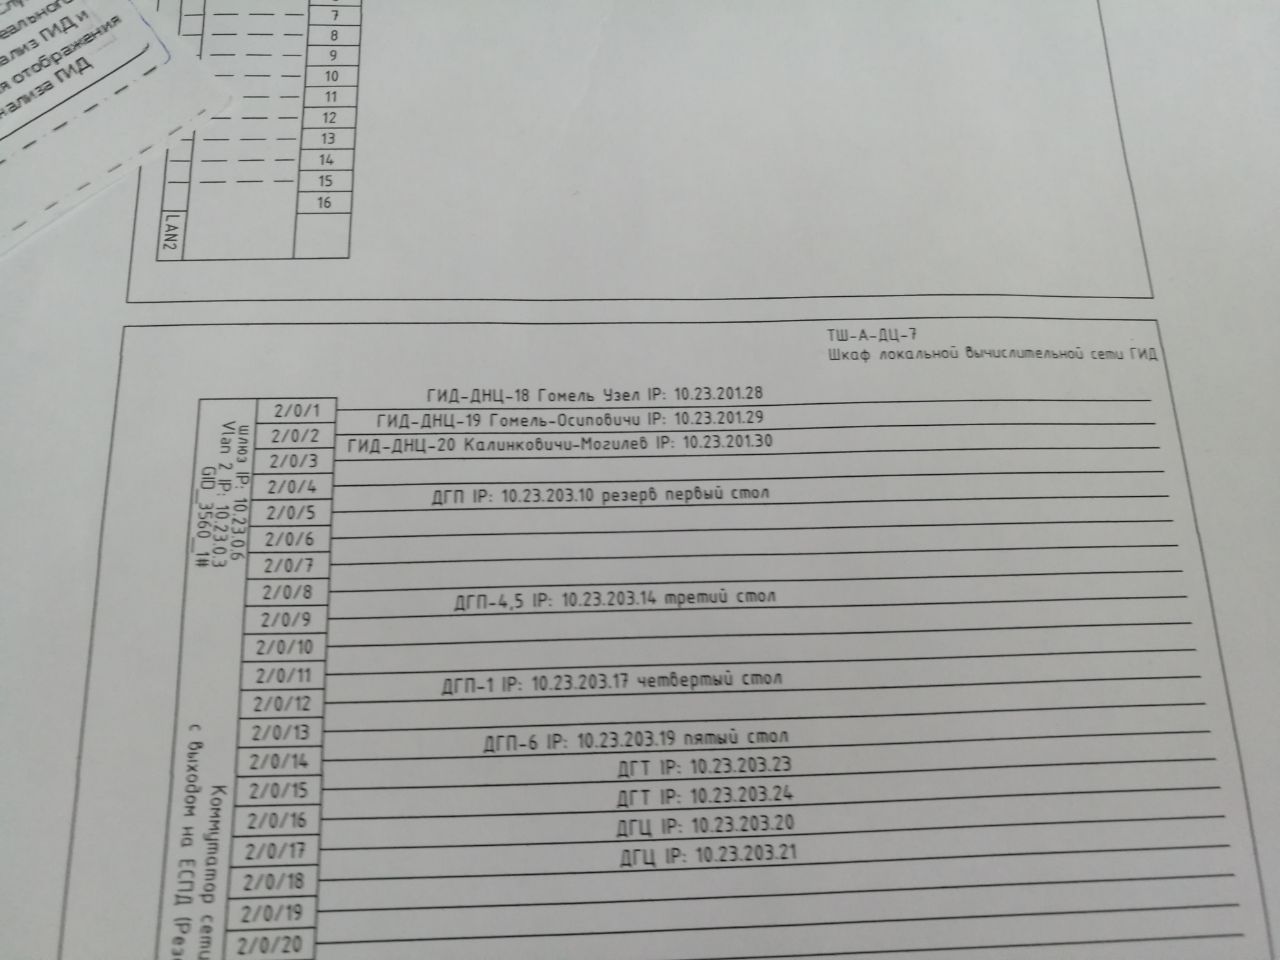 ализ ГИД и
я отображения
нализа ГИД
7
8
9
10
11
12
13
14
15
16
LAN2
ТШ-А-ДЦ-7
Шкаф локальной вычислительной сети ГИД
шлюз IP: 10.23.0.6
Vlan 2 IP: 10.23.0.3
GID_3560_1#
Коммутатор сети
с выходом на ЕСПД (Рез
2/0/1 ГИД-ДНЦ-18 Гомель Узел IP: 10.23.201.28
2/0/2 ГИД-ДНЦ-19 Гомель-Осиповичи IP: 10.23.201.29
2/0/3 ГИД-ДНЦ-20 Калинковичи-Могилев IP: 10.23.201.30
2/0/4
2/0/5 ДГП IP: 10.23.203.10 резерв первый стол
2/0/6
2/0/7
2/0/8
2/0/9 ДГП-4,5 IP: 10.23.203.14 третий стол
2/0/10
2/0/11
2/0/12 ДГП-1 IP: 10.23.203.17 четвертый стол
2/0/13
2/0/14 ДГП-6 IP: 10.23.203.19 пятый стол
2/0/15 ДГТ IP: 10.23.203.23
2/0/16 ДГТ IP: 10.23.203.24
2/0/17 ДГЦ IP: 10.23.203.20
2/0/18 ДГЦ IP: 10.23.203.21
2/0/19
2/0/20